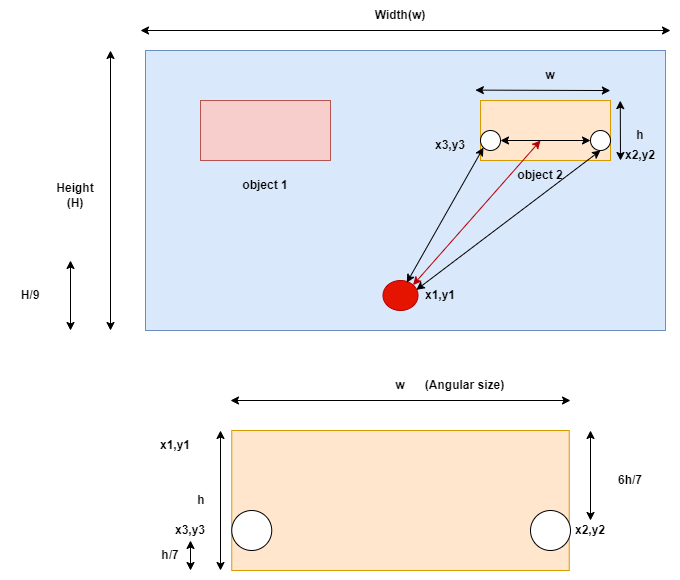 Width(w)
w
h
x3,y3
x2,y2
object 2
object 1
Height
(H)
H/9
x1,y1
w (Angular size)
x1,y1
6h/7
h
x3,y3
x2,y2
h/7